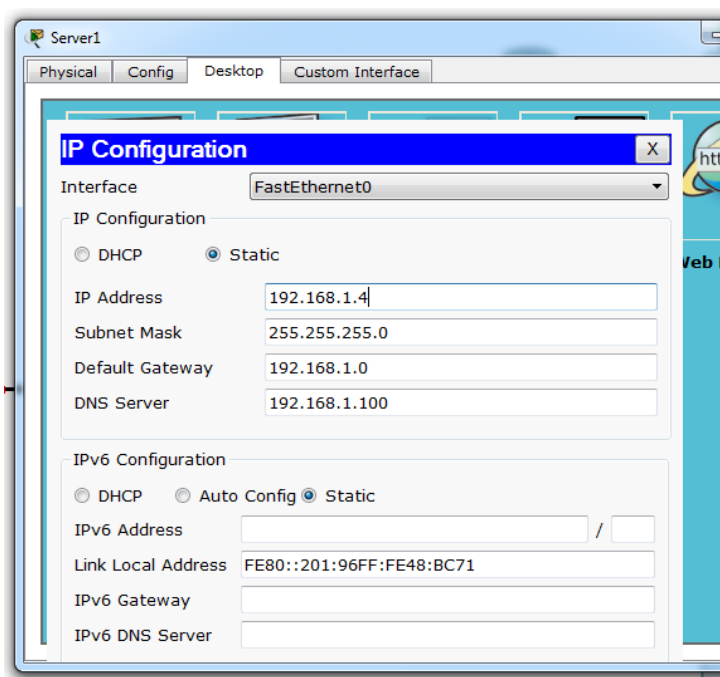 Server1
Physical Config Desktop Custom Interface
IP Configuration X
htt
Interface FastEthernet0
IP Configuration
DHCP Static
Web
IP Address 192.168.1.4
Subnet Mask 255.255.255.0
Default Gateway 192.168.1.0
DNS Server 192.168.1.100
IPv6 Configuration
DHCP Auto Config Static
IPv6 Address /
Link Local Address FE80::201:96FF:FE48:BC71
IPv6 Gateway
IPv6 DNS Server